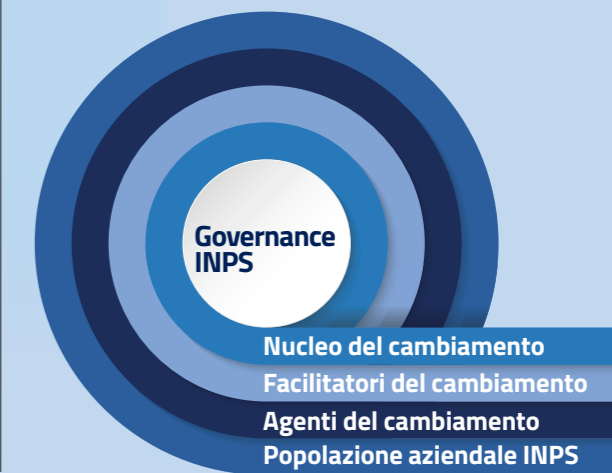 Governance
INPS
Nucleo del cambiamento
Facilitatori del cambiamento
Agenti del cambiamento
Popolazione aziendale INPS